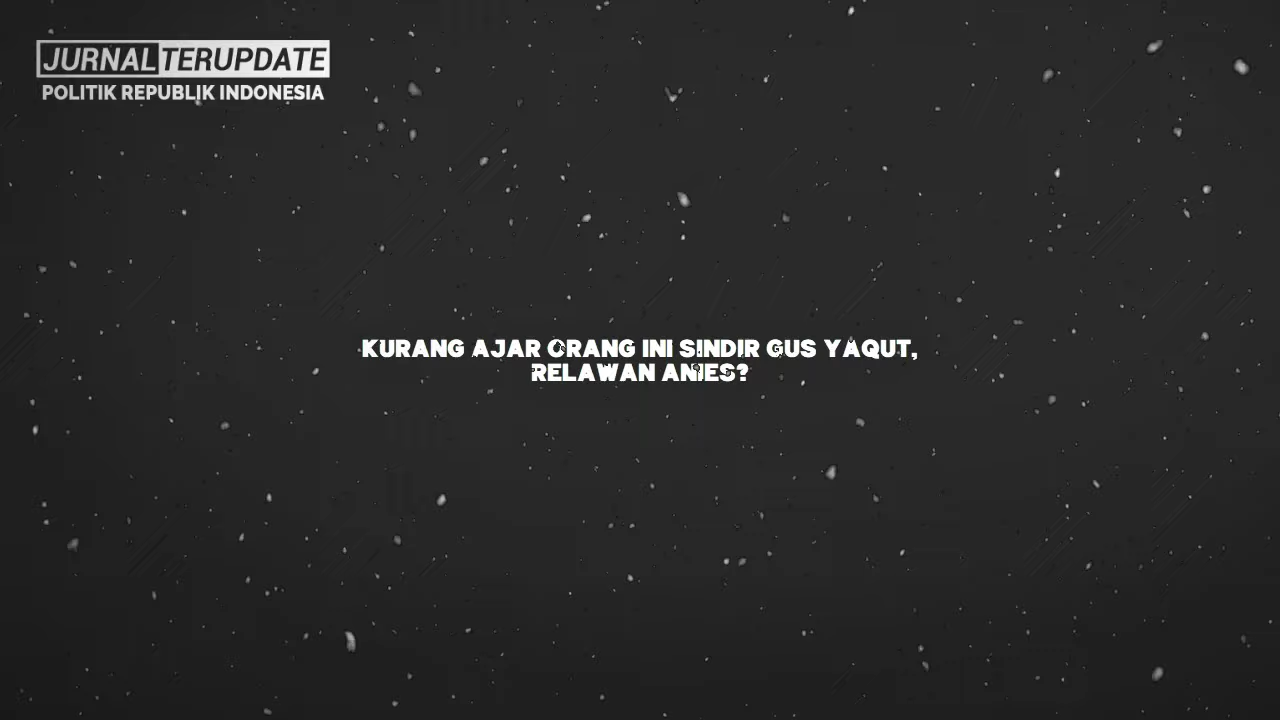 JURNALTERUPDATE
POLITIK REPUBLIK INDONESIA
KURANG AJAR ORANG INI SINDIR GUS YAQUT,
RELAWAN ANIES?